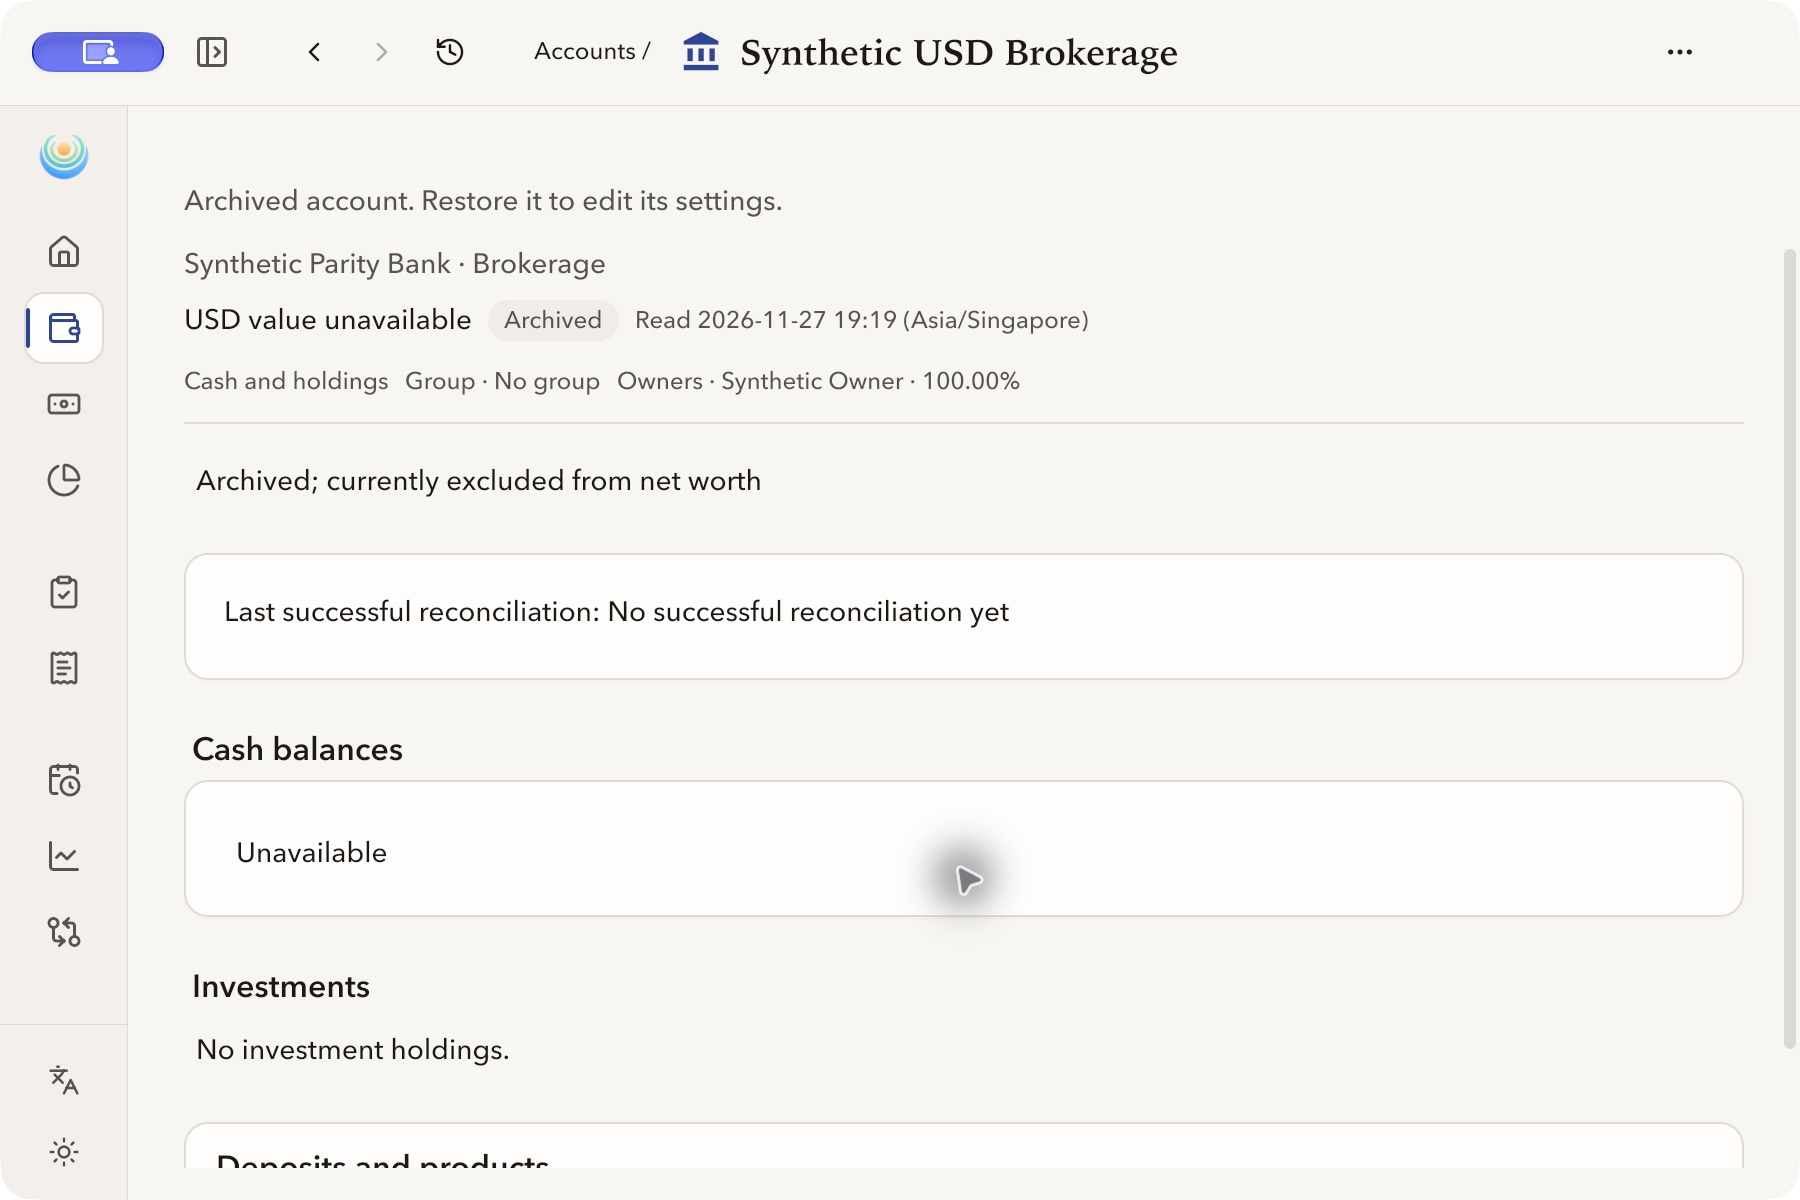 Accounts / Synthetic USD Brokerage
Archived account. Restore it to edit its settings.
Synthetic Parity Bank · Brokerage
USD value unavailable Archived Read 2026-11-27 19:19 (Asia/Singapore)
Cash and holdings Group · No group Owners · Synthetic Owner · 100.00%
Archived; currently excluded from net worth
Last successful reconciliation: No successful reconciliation yet
Cash balances
Unavailable
Investments
No investment holdings.
Deposits and products